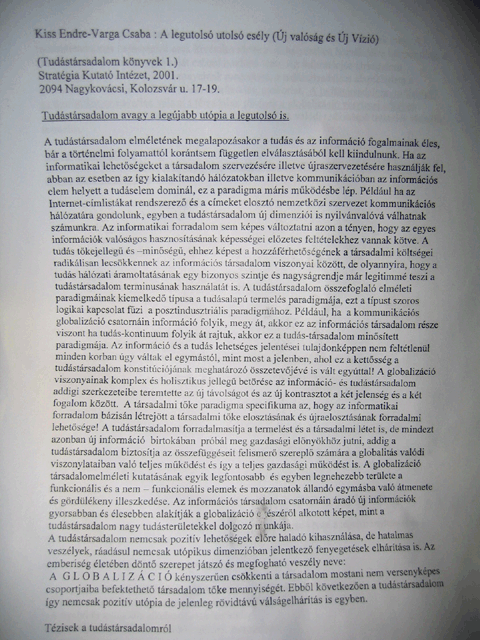 Kiss Endre-Varga Csaba : A legutolsó utolsó esély (Új valóság és Új Vízió)
(Tudástársadalom könyvek 1.)
Stratégia Kutató Intézet, 2001.
2094 Nagykovácsi, Kolozsvár u. 17-19.
Tudástársadalom avagy a legújabb utópia a legutolsó is.
A tudástársadalom elméletének megalapozásakor a tudás és az információ fogalmainak éles,
bár a történelmi folyamattól korántsem független elválasztásából kell kiindulnunk. Ha az
informatikai lehetőségeket a társadalom szervezésére illetve újraszervezetésére használják fel,
abban az esetben az így kialakítandó hálózatokban illetve kommunikációban az információs
elem helyett a tudáselem dominál, ez a paradigma máris működésbe lép. Például ha az
Internet-címlistákat rendszerező és a címeket elosztó nemzetközi szervezet kommunikációs
hálózatára gondolunk, egyben a tudástársadalom új dimenziói is nyilvánvalóvá válhatnak
számunkra. Az informatikai forradalom sem képes változtatni azon a tényen, hogy az egyes
információk valóságos hasznosításának képességei előzetes feltételekhez vannak kötve. A
tudás tőkejellegű és –minőségű, ehhez képest a hozzáférhetőségének a társadalmi költségei
radikálisan lecsökkennek az információs társadalom viszonyai között, de olyannyira, hogy a
tudás hálózati áramoltatásának egy bizonyos szintje és nagyságrendje már legitimmé teszi a
tudástársadalom terminusának használatát is. A tudástársadalom összefoglaló elméleti
paradigmáinak kiemelkedő típusa a tudásalapú termelés paradigmája, ezt a típust szoros
logikai kapcsolat fűzi a posztindusztriális paradigmához. Például, ha a kommunikációs
globalizáció csatornáin információ folyik, megy át, akkor ez az információs társadalom része
viszont ha tudás-kontinuum folyik át rajtuk, akkor ez a tudás-társadalom minősített
paradigmája. Az információ és a tudás lehetséges jelentései tulajdonképpen nem feltétlenül
minden korban úgy váltak el egymástól, mint most a jelenben, ahol ez a kettősség a
tudástársadalom konstitúciójának meghatározó összetevőjévé is vált egyúttal! A globalizáció
viszonyainak komplex és holisztikus jellegű betörése az információ- és tudástársadalom
addigi szerkezeteibe teremtette az új távolságot és az új kontrasztot a két jelenség és a két
fogalom között. A társadalmi tőke paradigma specifikuma az, hogy az informatikai
forradalom bázisán létrejött a társadalmi tőke elosztásának és újraelosztásának forradalmi
lehetősége! A tudástársadalom forradalmasítja a termelést és a társadalmi létet is, de mindezt
azonban új információ birtokában próbál meg gazdasági előnyökhöz jutni, addig a
tudástársadalom biztosítja az összefüggéseit felismerő szereplő számára a globalitás valódi
viszonylataiban való teljes működést és így a teljes gazdasági működést is. A globalizáció
társadalomelméleti kutatásának egyik legfontosabb és egyben legnehezebb területe a
funkcionális és a nem – funkcionális elemek és mozzanatok állandó egymásba való átmenete
és gördülékeny illeszkedése. Az információs társadalom csatornáin áradó új információk
gyorsabban és élesebben alakítják a globalizáció egészéről alkotott képet, mint a
tudástársadalom nagy tudásterületekkel dolgozó munkája.
A tudástársadalom nemcsak pozitív lehetőségek előre haladó kihasználása, de hatalmas
veszélyek, ráadásul nemcsak utópikus dimenzióban jelentkező fenyegetések elhárítása is. Az
emberiség életében döntő szerepet játszó és megfogható veszély neve:
A G L O B A L I Z Á C I Ó kényszerűen csökkenti a társadalom mostani nem versenyképes
csoportjaiba befektethető társadalom tőke mennyiségét. Ebből következően a tudástársadalom
így nemcsak pozitív utópia de jelenleg rövidtávú válságelhárítás is egyben.
Tézisek a tudástársadalomról